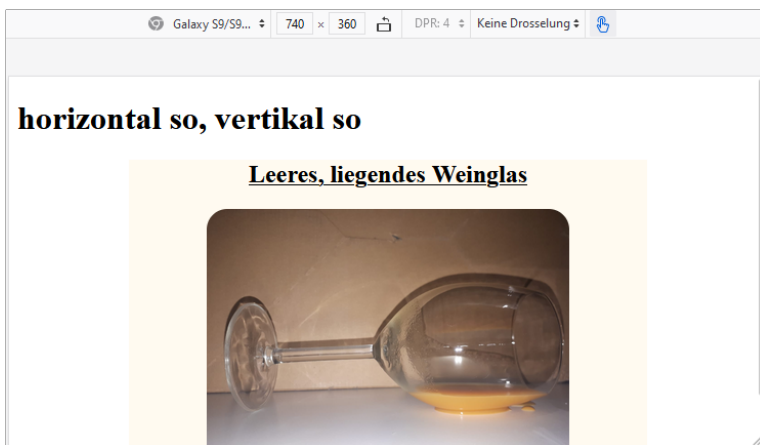 Galaxy S9/S9... 740 × 360 DPR: 4 Keine Drosselung
horizontal so, vertikal so
Leeres, liegendes Weinglas